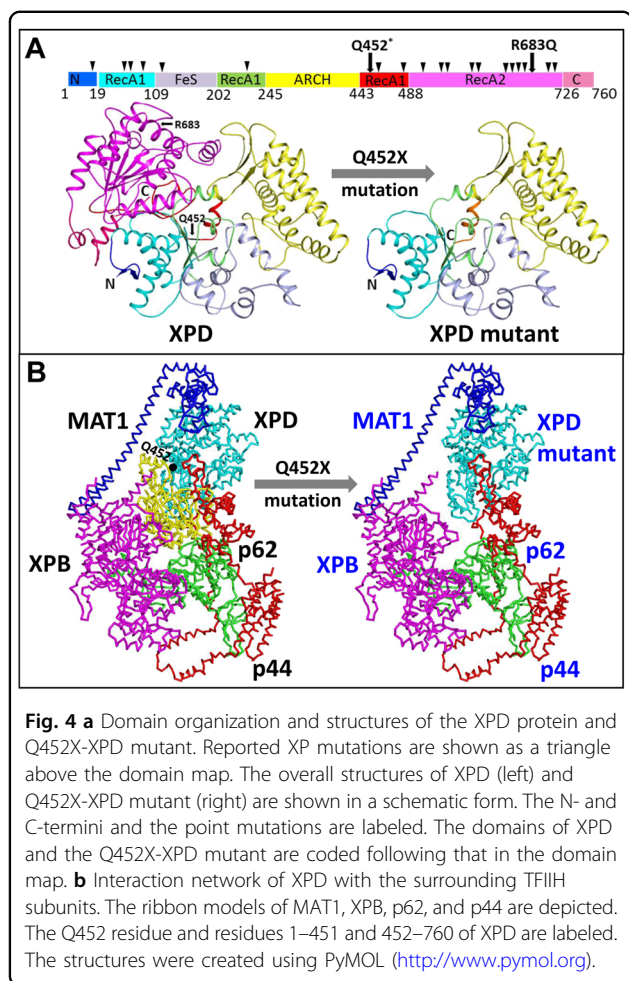 A
Q452*
R683Q
N RecA1 FeS RecA1 ARCH RecA1 RecA2 C
1 19 109 202 245 443 488 726 760
R683
C
Q452
N
XPD
Q452X
mutation
C
N
XPD mutant
B
MAT1
XPD
Q452
XPB
p62
p44
Q452X
mutation
MAT1
XPD
mutant
XPB
p62
p44
Fig. 4 a Domain organization and structures of the XPD protein and
Q452X-XPD mutant. Reported XP mutations are shown as a triangle
above the domain map. The overall structures of XPD (left) and
Q452X-XPD mutant (right) are shown in a schematic form. The N- and
C-termini and the point mutations are labeled. The domains of XPD
and the Q452X-XPD mutant are coded following that in the domain
map. b Interaction network of XPD with the surrounding TFIIH
subunits. The ribbon models of MAT1, XPB, p62, and p44 are depicted.
The Q452 residue and residues 1–451 and 452–760 of XPD are labeled.
The structures were created using PyMOL (http://www.pymol.org).